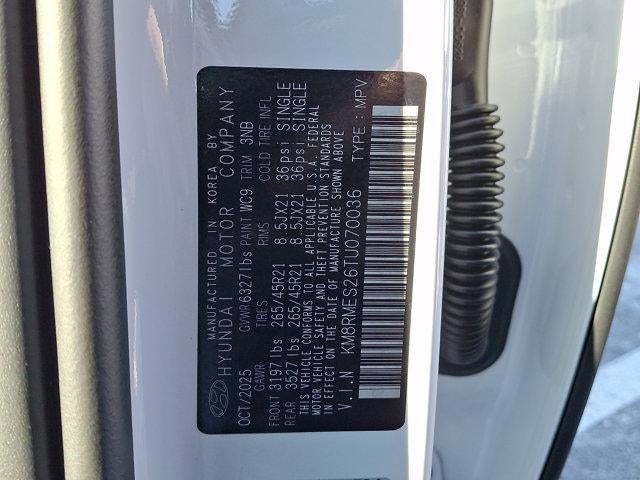 MANUFACTURED IN KOREA BY
HYUNDAI MOTOR COMPANY
OCT/2025 GVWR 6327lbs PAINT WC9 TRIM 3NB
GAWR TIRES RIMS COLD TIRE INFL
FRONT 3197lbs 265/45R21 8.5JX21 36psi SINGLE
REAR 3527lbs 265/45R21 8.5JX21 36psi SINGLE
THIS VEHICLE CONFORMS TO ALL APPLICABLE U.S.A. FEDERAL
MOTOR VEHICLE SAFETY AND THEFT PREVENTION STANDARDS
IN EFFECT ON THE DATE OF MANUFACTURE SHOWN ABOVE
V.I.N KM8RMES26TU070036 TYPE : MPV